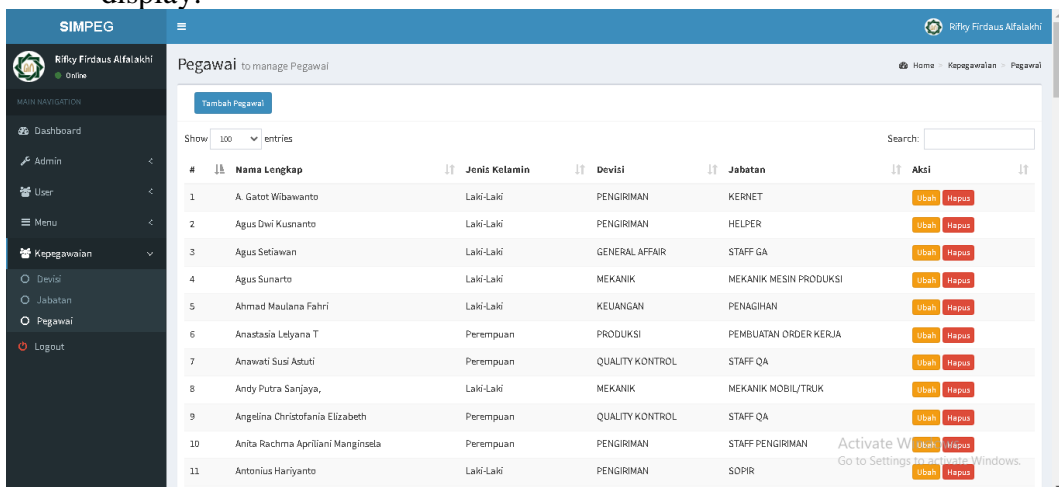 display.
SIMPEG
Rifky Firdaus Alfalakhi
Rifky Firdaus Alfalakhi
Online
Pegawai to manage Pegawai
Home > Kepegawaian > Pegawai
MAIN NAVIGATION
Dashboard
Admin
User
Menu
Kepegawaian
Devisi
Jabatan
Pegawai
Logout
Tambah Pegawai
Show 100 entries
Search:
# Nama Lengkap Jenis Kelamin Devisi Jabatan Aksi
1 A. Gatot Wibawanto Laki-Laki PENGIRIMAN KERNET Ubah Hapus
2 Agus Dwi Kusnanto Laki-Laki PENGIRIMAN HELPER Ubah Hapus
3 Agus Setiawan Laki-Laki GENERAL AFFAIR STAFF GA Ubah Hapus
4 Agus Sunarto Laki-Laki MEKANIK MEKANIK MESIN PRODUKSI Ubah Hapus
5 Ahmad Maulana Fahri Laki-Laki KEUANGAN PENAGIHAN Ubah Hapus
6 Anastasia Lelyana T Perempuan PRODUKSI PEMBUATAN ORDER KERJA Ubah Hapus
7 Anawati Susi Astuti Perempuan QUALITY KONTROL STAFF QA Ubah Hapus
8 Andy Putra Sanjaya, Laki-Laki MEKANIK MEKANIK MOBIL/TRUK Ubah Hapus
9 Angelina Christofania Elizabeth Perempuan QUALITY KONTROL STAFF QA Ubah Hapus
10 Anita Rachma Apriliani Manginsela Perempuan PENGIRIMAN STAFF PENGIRMAN Ubah Hapus
11 Antonius Hariyanto Laki-Laki PENGIRIMAN SOPIR Ubah Hapus
Activate Windows
Go to Settings to activate Windows.